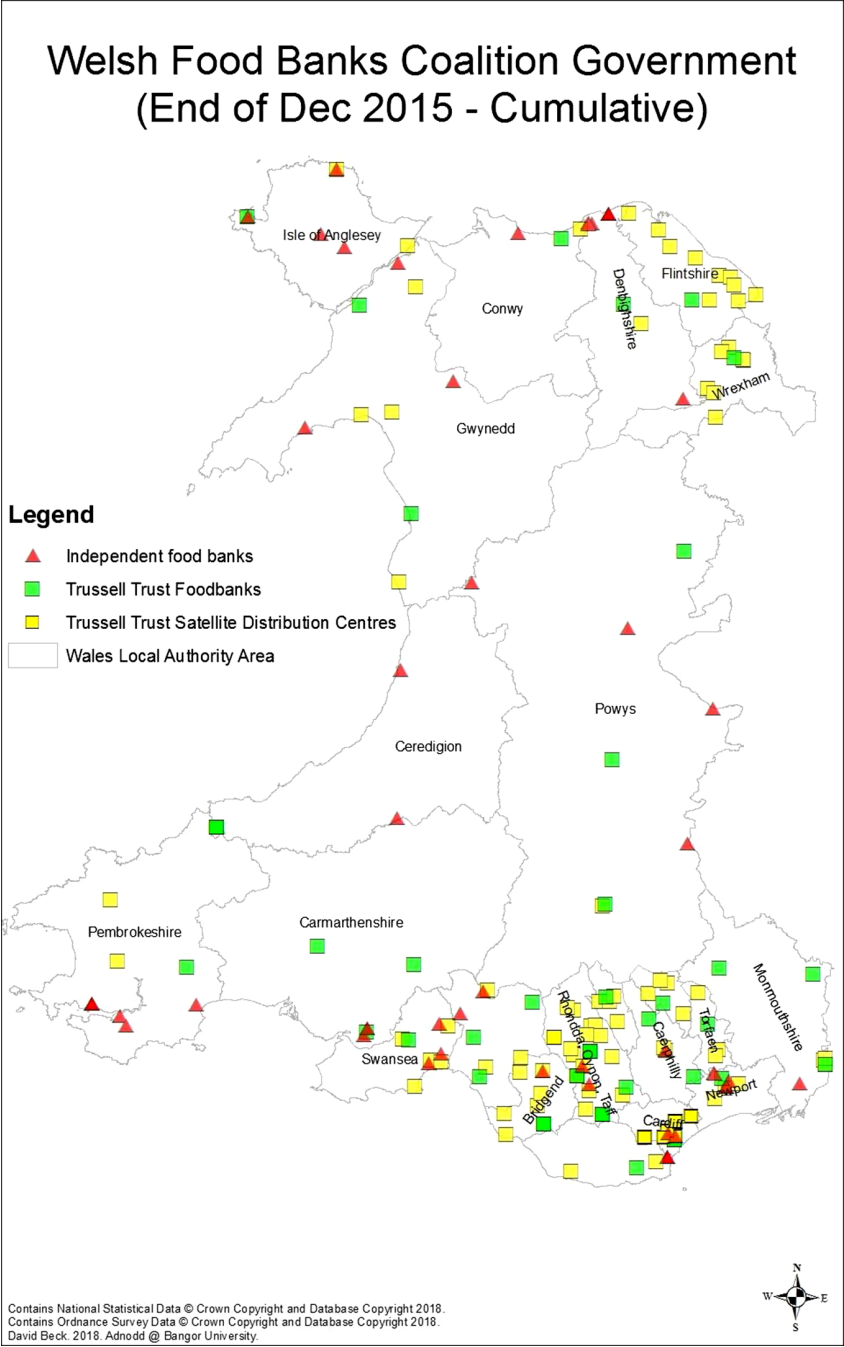 Welsh Food Banks Coalition Government
(End of Dec 2015 - Cumulative)
Isle of Anglesey
Conwy
Denbighshire
Flintshire
Wrexham
Gwynedd
Legend
Independent food banks
Trussell Trust Foodbanks
Trussell Trust Satellite Distribution Centres
Wales Local Authority Area
Powys
Ceredigion
Pembrokeshire
Carmarthenshire
Monmouthshire
Swansea
Rhondda, Cynon Taff
Caerphilly
Torfaen
Bridgend
Newport
Cardiff
N
W
E
S
Contains National Statistical Data © Crown Copyright and Database Copyright 2018.
Contains Ordnance Survey Data © Crown Copyright and Database Copyright 2018.
David Beck. 2018. Adnodd @ Bangor University.